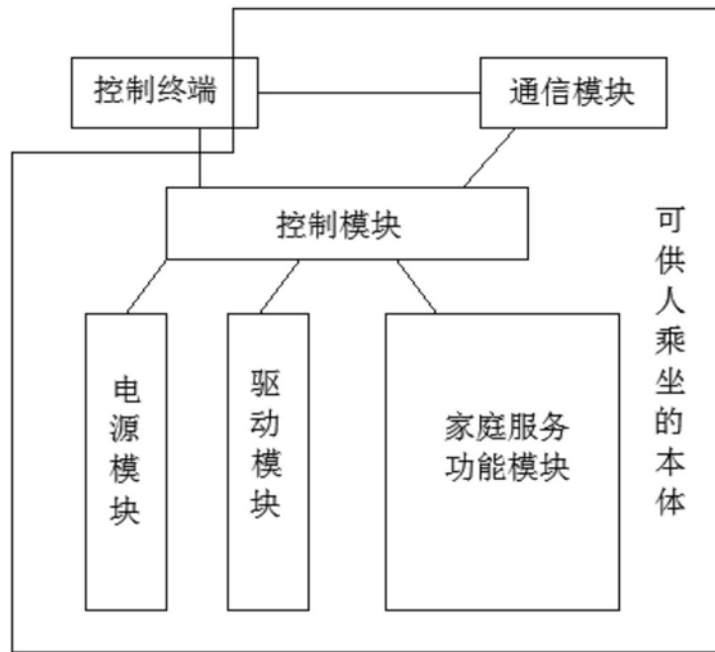 控制终端
通信模块
控制模块
可供人乘坐的本体
电源模块
驱动模块
家庭服务
功能模块